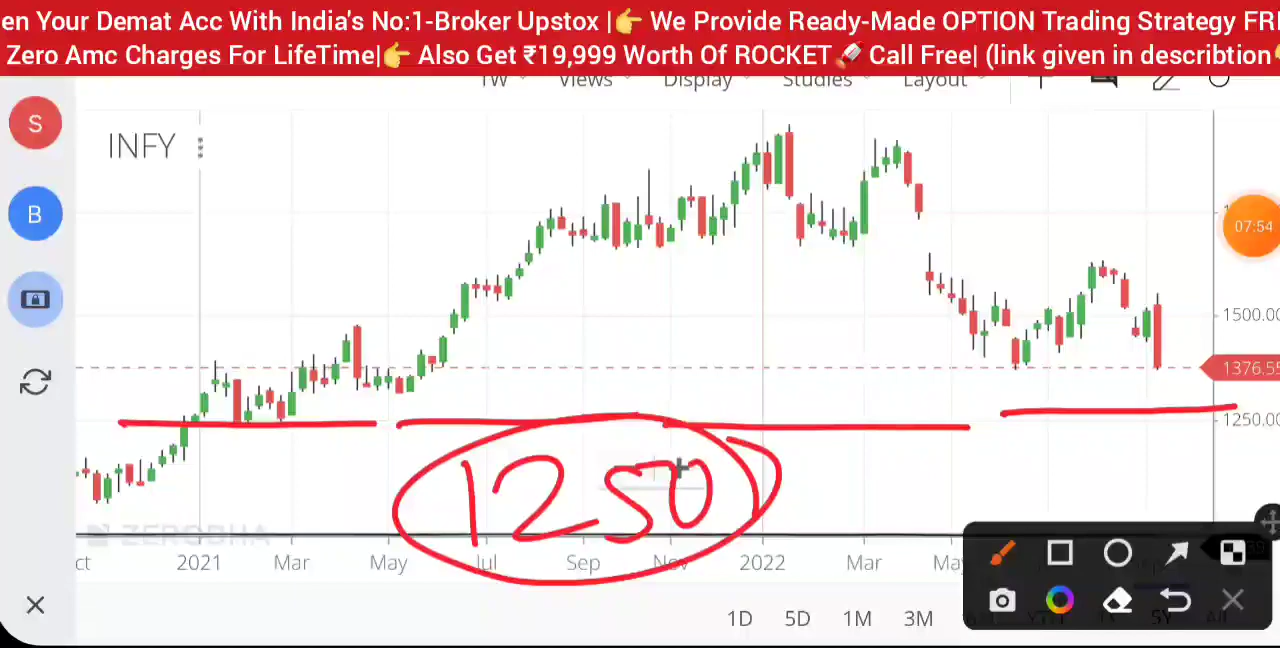 en Your Demat Acc With India's No:1-Broker Upstox |👉 We Provide Ready-Made OPTION Trading Strategy FR
Zero Amc Charges For LifeTime|👉 Also Get ₹19,999 Worth Of ROCKET🚀 Call Free| (link given in describtion
1W Views Display Studies Layout
S
INFY
B
07:54
1500.00
1376.55
1250.00
1250
ZERODHA
ct 2021 Mar May Jul Sep Nov 2022 Mar May
1D 5D 1M 3M